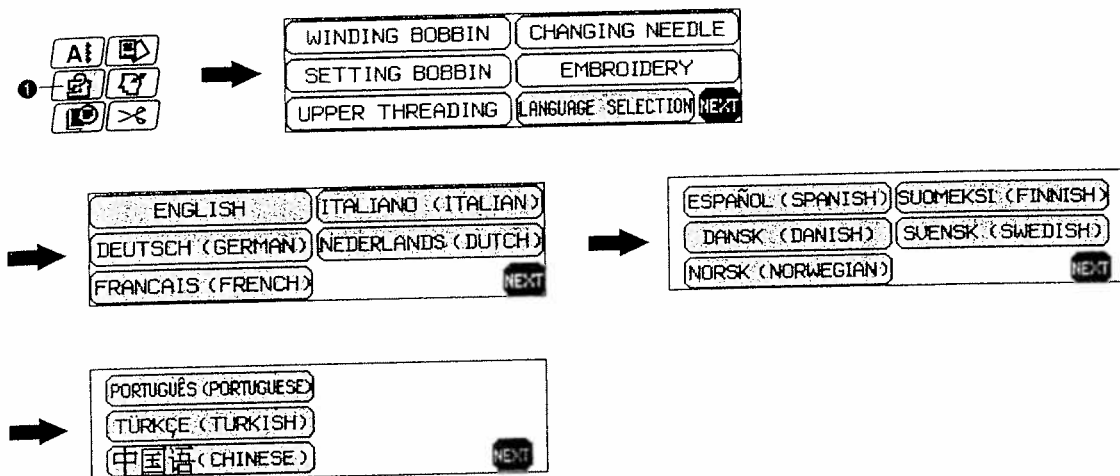 A
❶
WINDING BOBBIN CHANGING NEEDLE
SETTING BOBBIN EMBROIDERY
UPPER THREADING LANGUAGE SELECTION NEXT
ENGLISH ITALIANO (ITALIAN)
DEUTSCH (GERMAN) NEDERLANDS (DUTCH)
FRANCAIS (FRENCH) NEXT
ESPAÑOL (SPANISH) SUOMEKSI (FINNISH)
DANSK (DANISH) SVENSK (SWEDISH)
NORSK (NORWEGIAN) NEXT
PORTUGUÊS (PORTUGUESE)
TÜRKÇE (TURKISH)
中国语 (CHINESE) NEXT